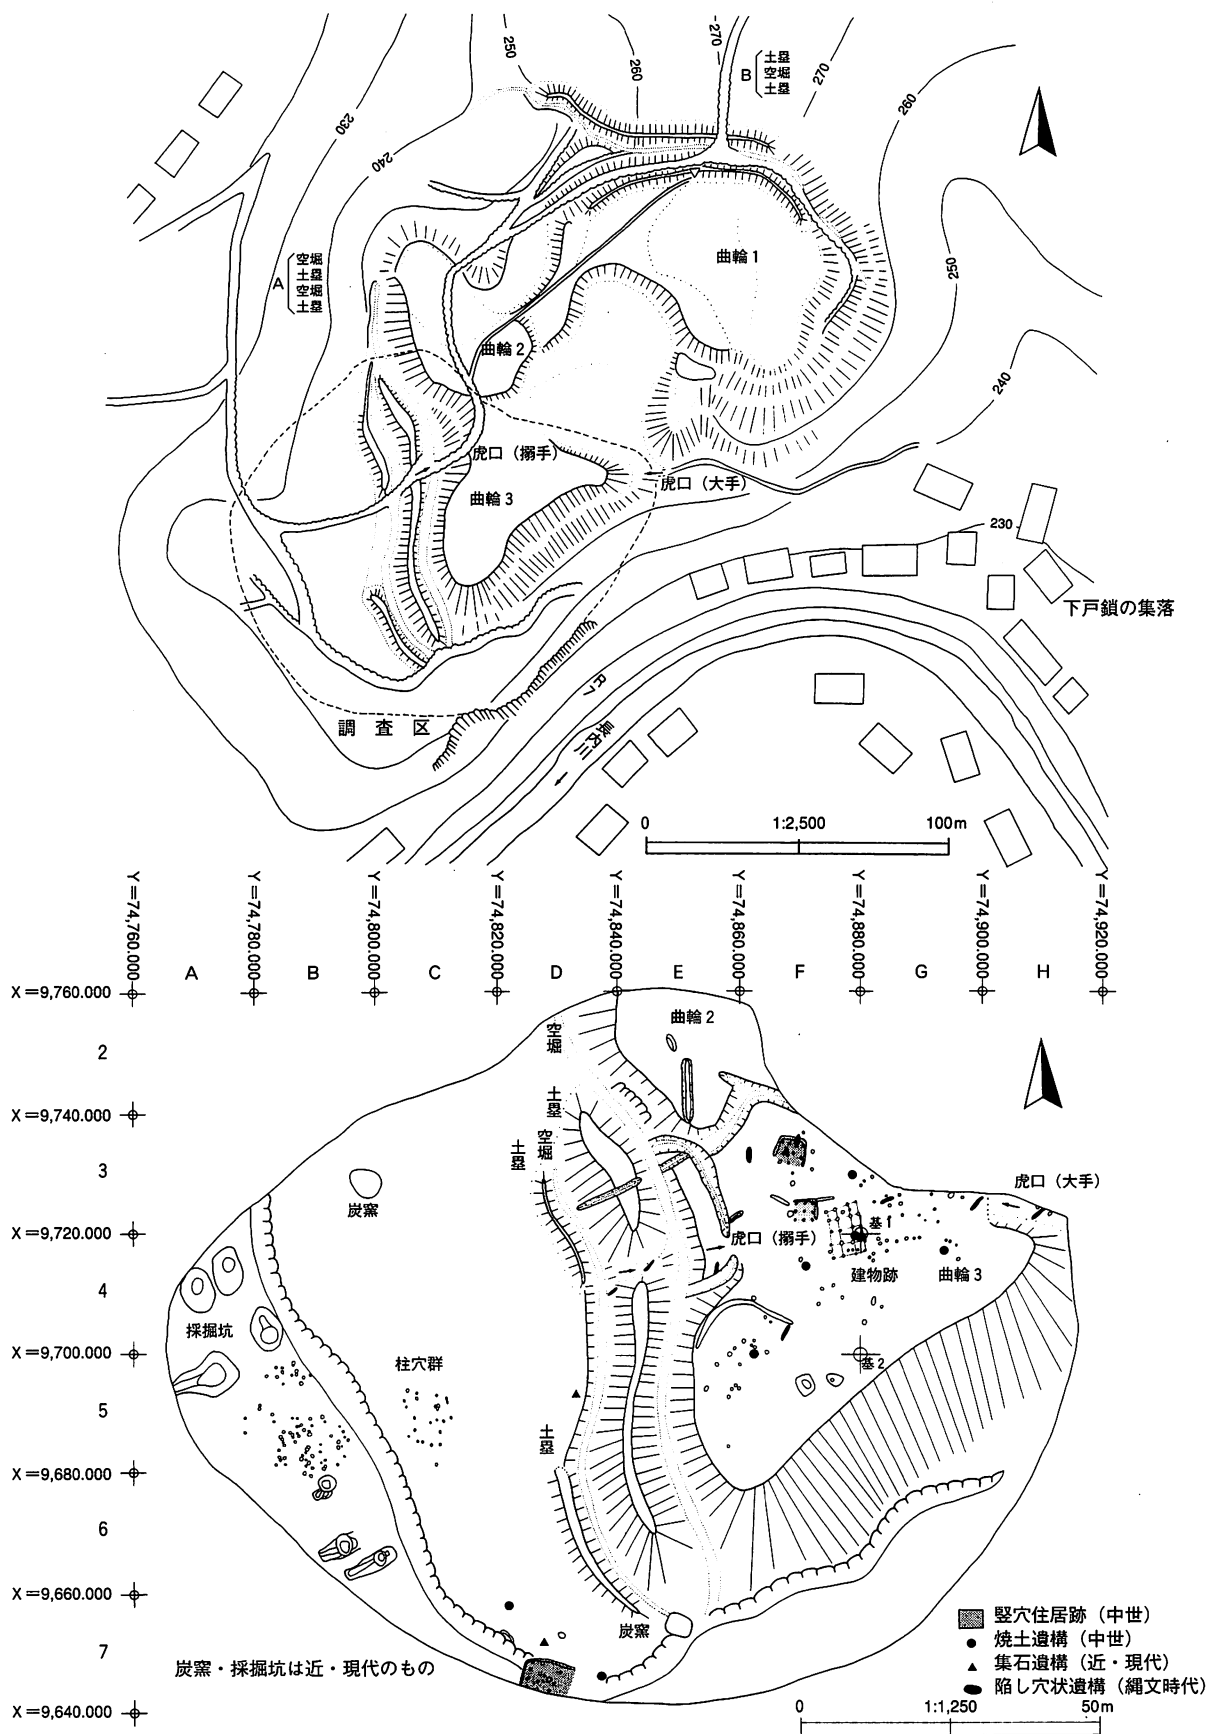 250
260
270
B
土塁
空堀
土塁
270
260
230
240
A
空堀
土塁
空堀
土塁
曲輪1
250
曲輪2
240
虎口（搦手）
虎口（大手）
曲輪3
230
下戸鎖の集落
R7
長内川
調査区
0 1:2,500 100m
Y=74,760.000
Y=74,780.000
Y=74,800.000
Y=74,820.000
Y=74,840.000
Y=74,860.000
Y=74,880.000
Y=74,900.000
Y=74,920.000
A B C D E F G H
X=9,760.000
曲輪2
空堀
2
土塁
X=9,740.000
空堀
土塁
3
虎口（大手）
炭窯
基1
X=9,720.000
虎口（搦手）
建物跡
曲輪3
4
採掘坑
X=9,700.000
柱穴群
基2
5
土塁
X=9,680.000
6
X=9,660.000
竪穴住居跡（中世）
炭窯
焼土遺構（中世）
7
炭窯・採掘坑は近・現代のもの
集石遺構（近・現代）
陥し穴状遺構（縄文時代）
X=9,640.000
0 1:1,250 50m